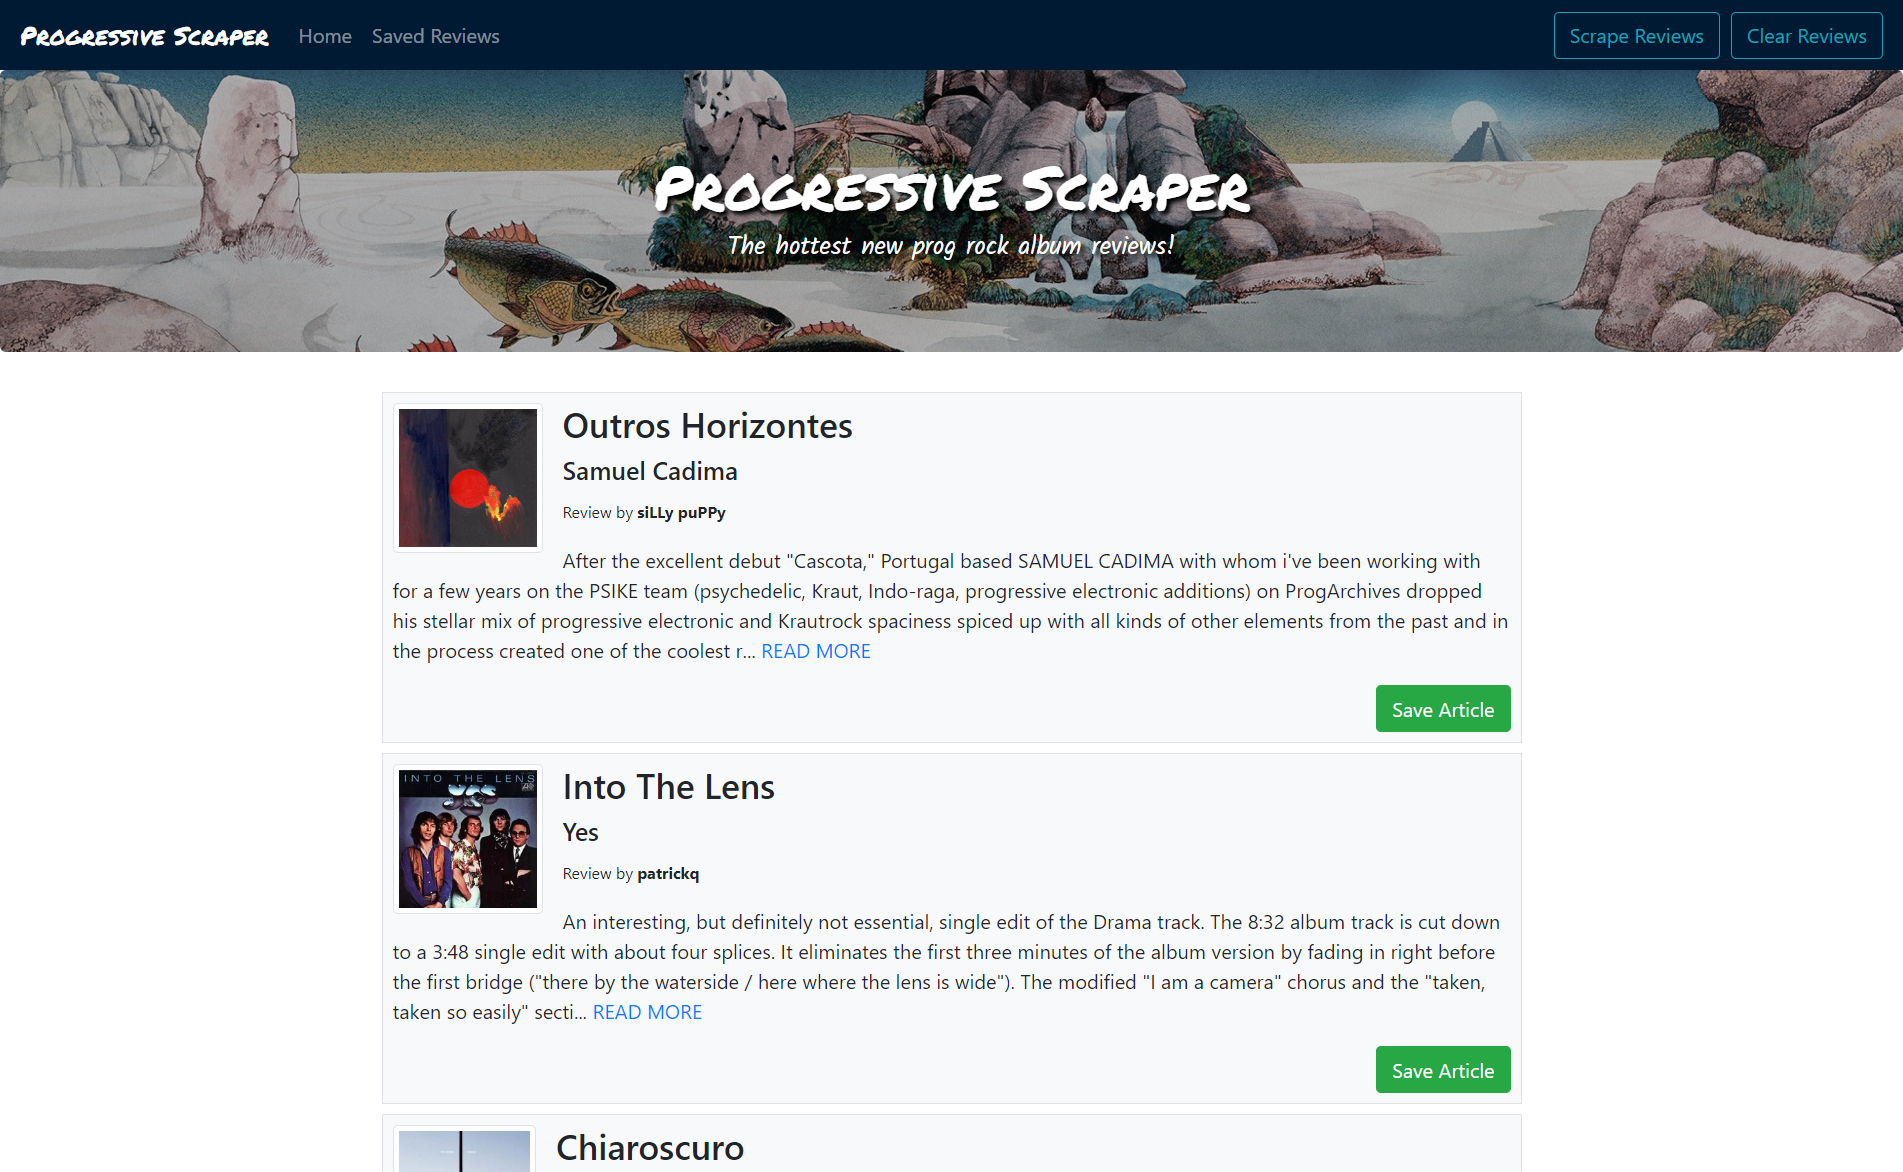 Progressive Scraper Home Saved Reviews Scrape Reviews Clear Reviews
Progressive Scraper
The hottest new prog rock album reviews!
Outros Horizontes
Samuel Cadima
Review by siLLy puPPy
After the excellent debut "Cascota," Portugal based SAMUEL CADIMA with whom i've been working with
for a few years on the PSIKE team (psychedelic, Kraut, Indo-raga, progressive electronic additions) on ProgArchives dropped
his stellar mix of progressive electronic and Krautrock spaciness spiced up with all kinds of other elements from the past and in
the process created one of the coolest r... READ MORE
Save Article
INTO THE LENS
YES
Into The Lens
Yes
Review by patrickq
An interesting, but definitely not essential, single edit of the Drama track. The 8:32 album track is cut down
to a 3:48 single edit with about four splices. It eliminates the first three minutes of the album version by fading in right before
the first bridge ("there by the waterside / here where the lens is wide"). The modified "I am a camera" chorus and the "taken,
taken so easily" secti... READ MORE
Save Article
Chiaroscuro